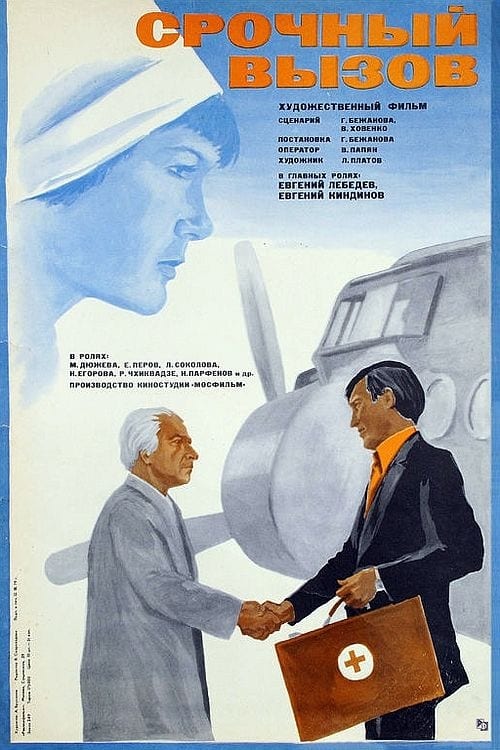 СРОЧНЫЙ
ВЫЗОВ
ХУДОЖЕСТВЕННЫЙ ФИЛЬМ
СЦЕНАРИЙ Г. БЕЖАНОВА,
В. ХОВЕНКО
ПОСТАНОВКА Г. БЕЖАНОВА
ОПЕРАТОР В. ПАПЯН
ХУДОЖНИК Л. ПЛАТОВ
В ГЛАВНЫХ РОЛЯХ:
ЕВГЕНИЙ ЛЕБЕДЕВ,
ЕВГЕНИЙ КИНДИНОВ
В РОЛЯХ:
М. ДЮЖЕВА, Е. ПЕРОВ, Л. СОКОЛОВА,
Н. ЕГОРОВА, Р. ЧХИКВАДЗЕ, Н. ПАРФЕНОВ И ДР.
ПРОИЗВОДСТВО КИНОСТУДИИ «МОСФИЛЬМ»